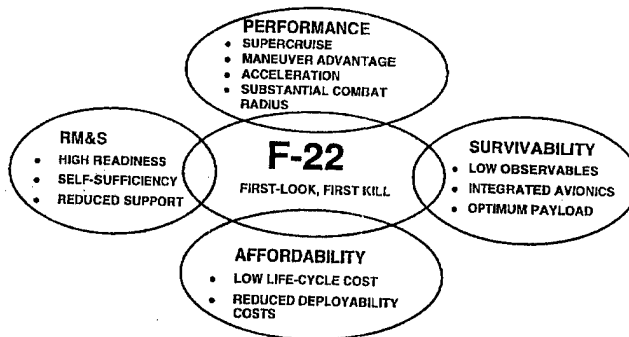 PERFORMANCE
• SUPERCRUISE
• MANEUVER ADVANTAGE
• ACCELERATION
• SUBSTANTIAL COMBAT
RADIUS
RM&S
• HIGH READINESS
• SELF-SUFFICIENCY
• REDUCED SUPPORT
F-22
FIRST-LOOK, FIRST KILL
SURVIVABILITY
• LOW OBSERVABLES
• INTEGRATED AVIONICS
• OPTIMUM PAYLOAD
AFFORDABILITY
• LOW LIFE-CYCLE COST
• REDUCED DEPLOYABILITY
COSTS